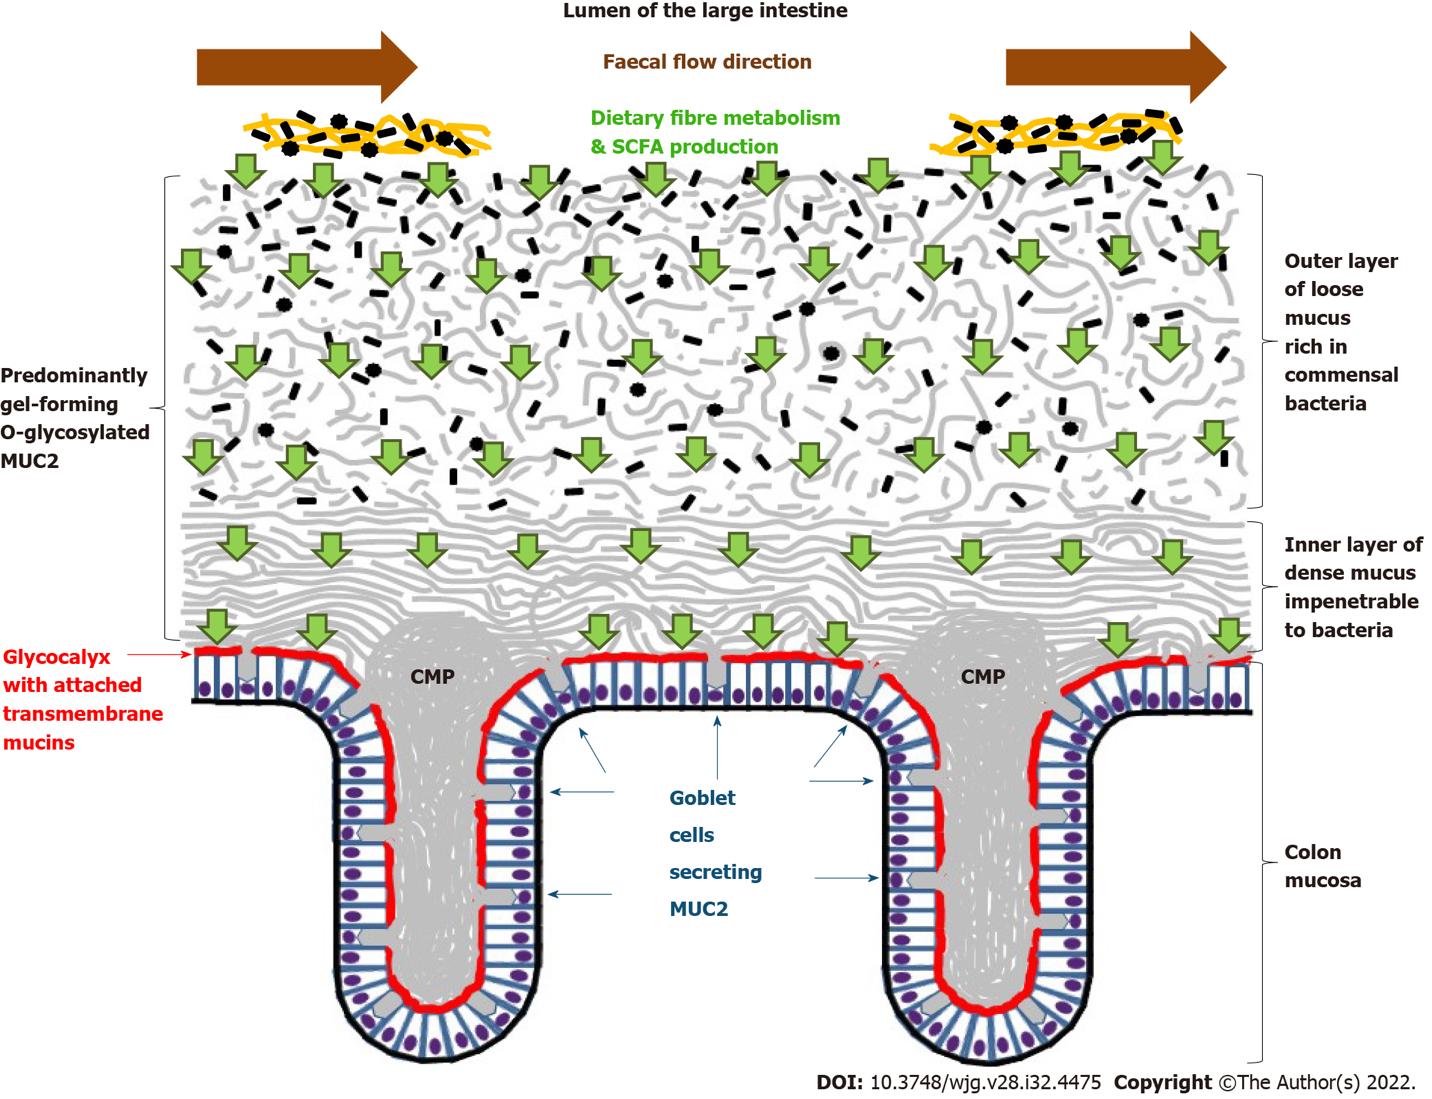 Lumen of the large intestine
Faecal flow direction
Dietary fibre metabolism
& SCFA production
Predominantly
gel-forming
O-glycosylated
MUC2
Outer layer
of loose
mucus
rich in
commensal
bacteria
Inner layer of
dense mucus
impenetrable
to bacteria
Glycocalyx
with attached
transmembrane
mucins
CMP
CMP
Goblet
cells
secreting
MUC2
Colon
mucosa
DOI: 10.3748/wjg.v28.i32.4475 Copyright ©The Author(s) 2022.